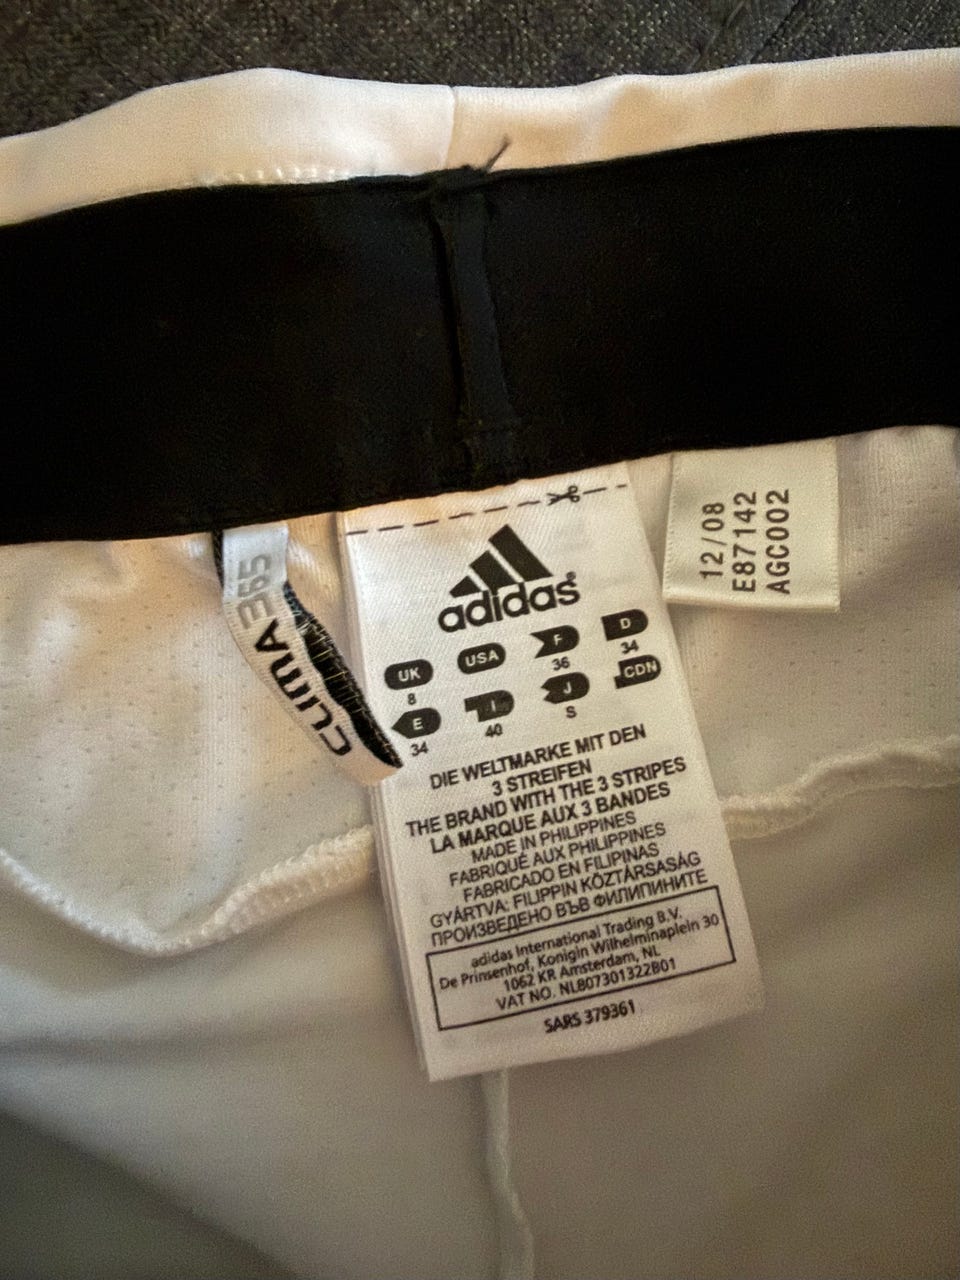 CLIMA365
adidas®
UK USA F D
8 36 34
E I J CDN
34 40 S
DIE WELTMARKE MIT DEN
3 STREIFEN
THE BRAND WITH THE 3 STRIPES
LA MARQUE AUX 3 BANDES
MADE IN PHILIPPINES
FABRIQUÉ AUX PHILIPPINES
FABRICADO EN FILIPINAS
GYÁRTVA: FILIPPIN KÖZTÁRSASÁG
ПРОИЗВЕДЕНО ВЪВ ФИЛИПИНИТЕ
adidas International Trading B.V.
De Prinsenhof, Konigin Wilhelminaplein 30
1062 KR Amsterdam, NL
VAT NO. NL807301322B01
SARS 379361
12/08
E87142
AGC002